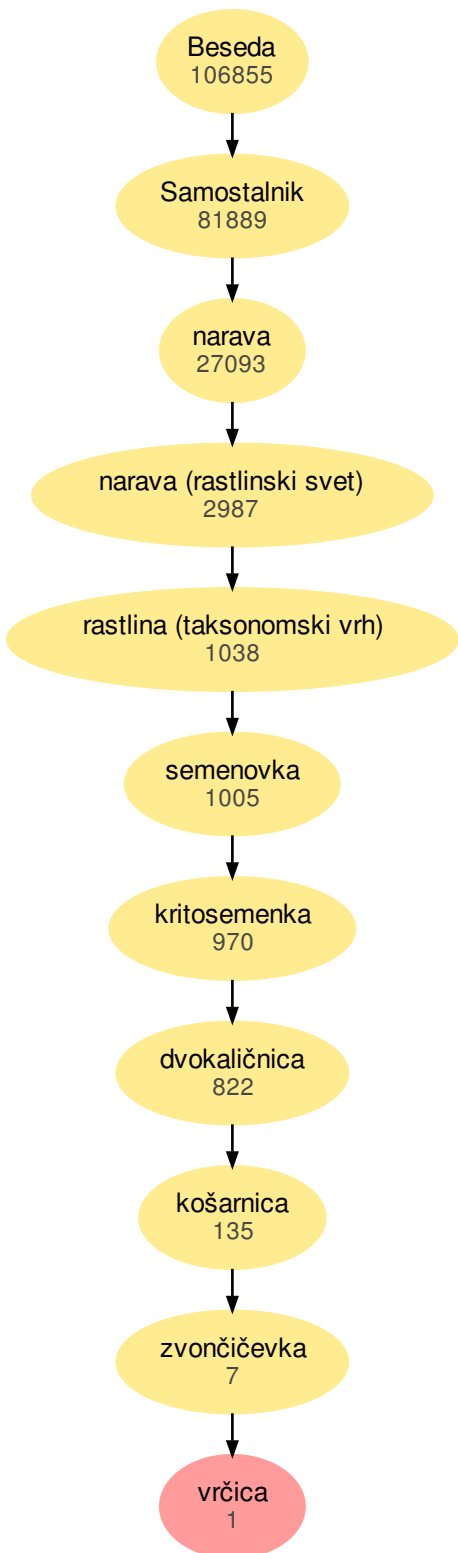 Beseda
106855
Samostalnik
81889
narava
27093
narava (rastlinski svet)
2987
rastlina (taksonomski vrh)
1038
semenovka
1005
kritosemenka
970
dvokaličnica
822
košarnica
135
zvončičevka
7
vrčica
1